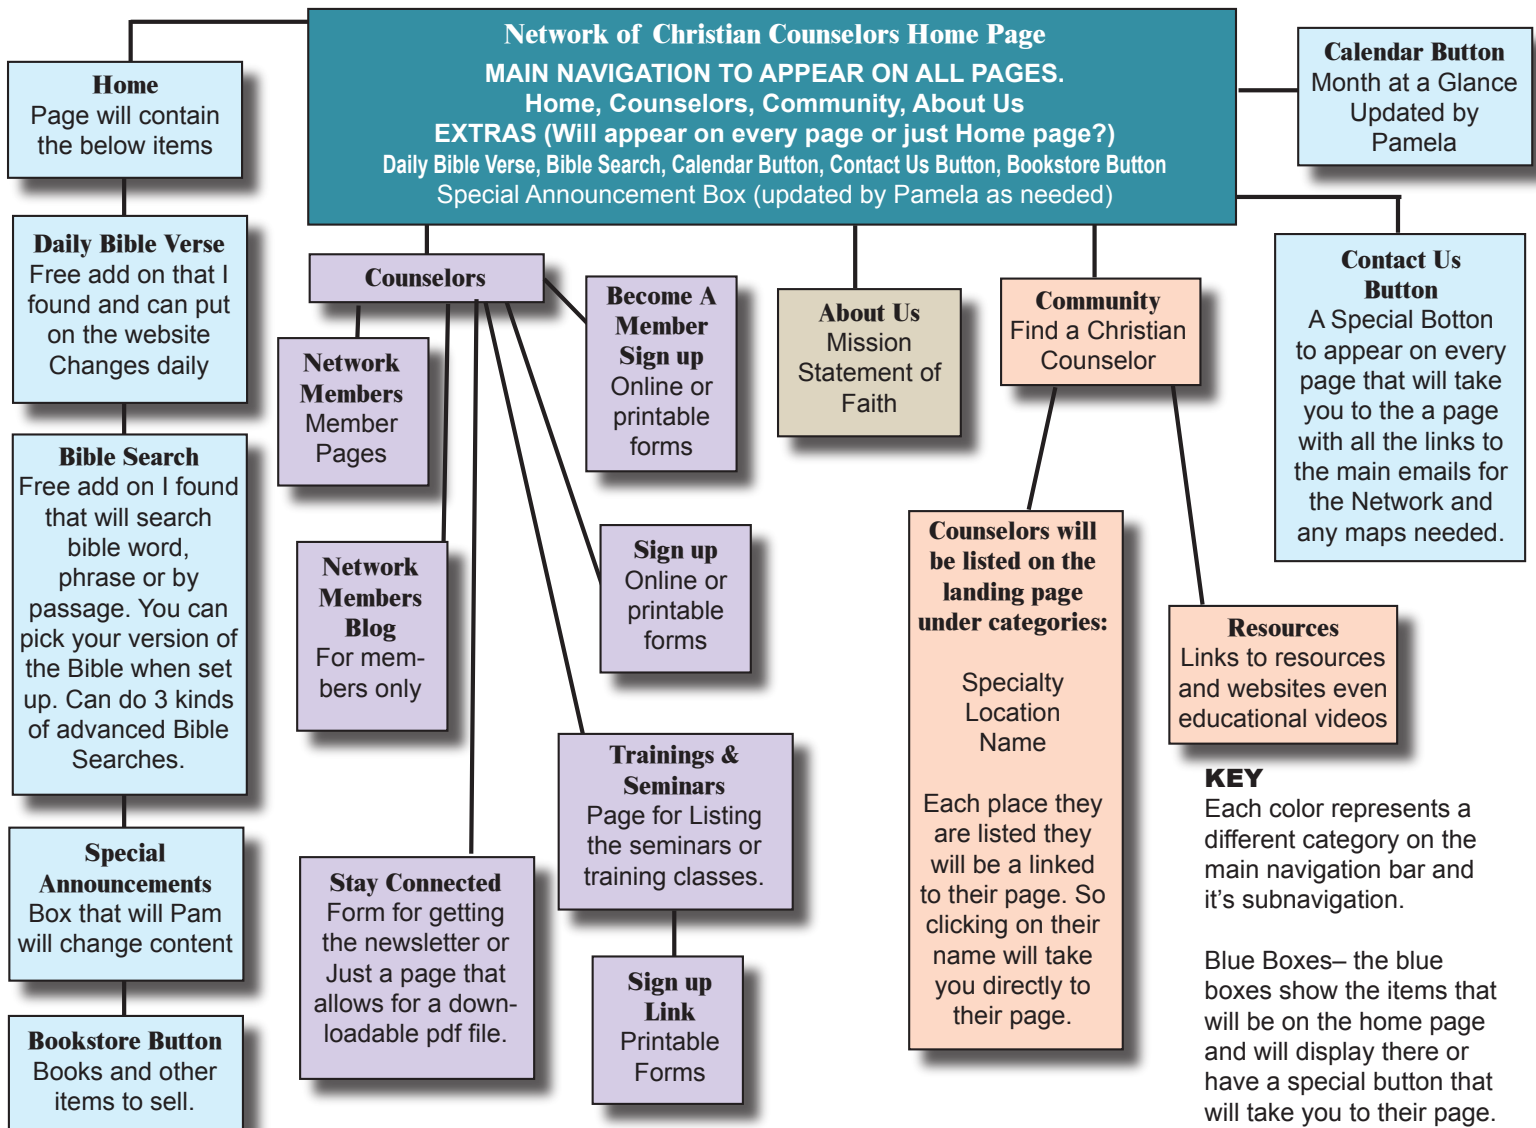 Network of Christian Counselors Home Page
MAIN NAVIGATION TO APPEAR ON ALL PAGES.
Home, Counselors, Community, About Us
EXTRAS (Will appear on every page or just Home page?)
Daily Bible Verse, Bible Search, Calendar Button, Contact Us Button, Bookstore Button
Special Announcement Box (updated by Pamela as needed)
Home
Page will contain
the below items
Daily Bible Verse
Free add on that I
found and can put
on the website
Changes daily
Bible Search
Free add on I found
that will search
bible word,
phrase or by
passage. You can
pick your version of
the Bible when set
up. Can do 3 kinds
of advanced Bible
Searches.
Special
Announcements
Box that will Pam
will change content
Bookstore Button
Books and other
items to sell.
Counselors
Network
Members
Member
Pages
Network
Members
Blog
For mem-
bers only
Stay Connected
Form for getting
the newsletter or
Just a page that
allows for a down-
loadable pdf file.
Become A
Member
Sign up
Online or
printable
forms
Sign up
Online or
printable
forms
Trainings &
Seminars
Page for Listing
the seminars or
training classes.
Sign up
Link
Printable
Forms
About Us
Mission
Statement of
Faith
Community
Find a Christian
Counselor
Counselors will
be listed on the
landing page
under categories:
Specialty
Location
Name
Each place they
are listed they
will be a linked
to their page. So
clicking on their
name will take
you directly to
their page.
Resources
Links to resources
and websites even
educational videos
Calendar Button
Month at a Glance
Updated by
Pamela
Contact Us
Button
A Special Botton
to appear on every
page that will take
you to the a page
with all the links to
the main emails for
the Network and
any maps needed.
KEY
Each color represents a
different category on the
main navigation bar and
it's subnavigation.
Blue Boxes– the blue
boxes show the items that
will be on the home page
and will display there or
have a special button that
will take you to their page.